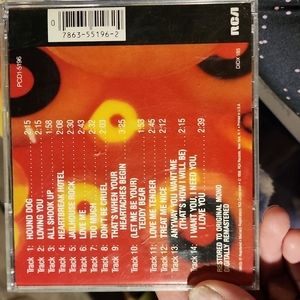 0
7863-55196-2
RCA
PCD1-5196
DIDX-185
Track 1: HOUND DOG 2:15
Track 2: LOVING YOU 2:15
Track 3: ALL SHOOK UP 1:58
Track 4: HEARTBREAK HOTEL 2:08
Track 5: JAILHOUSE ROCK 2:30
Track 6: LOVE ME 2:43
Track 7: TOO MUCH 2:32
Track 8: DON'T BE CRUEL 2:03
Track 9: THAT'S WHEN YOUR
HEARTACHES BEGIN 3:25
Track 10: (LET ME BE YOUR)
TEDDY BEAR 1:53
Track 11: LOVE ME TENDER 2:45
Track 12: TREAT ME NICE 2:12
Track 13: ANYWAY YOU WANT ME
(THAT'S HOW I WILL BE) 2:15
Track 14: I WANT YOU, I NEED YOU,
I LOVE YOU 2:39
RESTORED TO ORIGINAL MONO
DIGITALLY REMASTERED